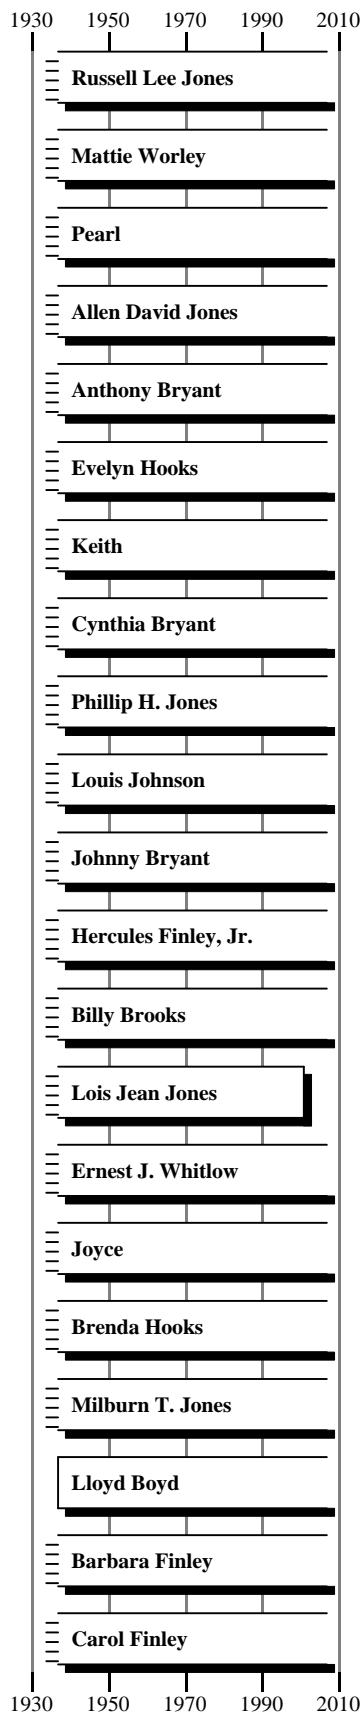 1930 1950 1970 1990 2010
Russell Lee Jones
Mattie Worley
Pearl
Allen David Jones
Anthony Bryant
Evelyn Hooks
Keith
Cynthia Bryant
Phillip H. Jones
Louis Johnson
Johnny Bryant
Hercules Finley, Jr.
Billy Brooks
Lois Jean Jones
Ernest J. Whitlow
Joyce
Brenda Hooks
Milburn T. Jones
Lloyd Boyd
Barbara Finley
Carol Finley
1930 1950 1970 1990 2010